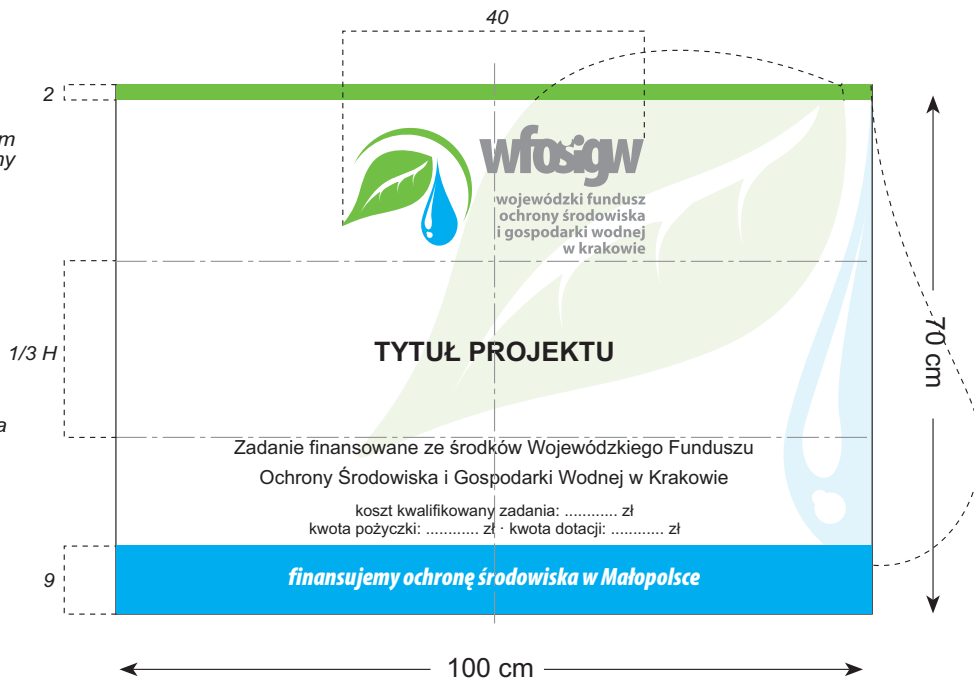 40
2
m
ny
wfosigw
wojewódzki fundusz
ochrony środowiska
i gospodarki wodnej
w krakowie
1/3 H
TYTUŁ PROJEKTU
70 cm
a
Zadanie finansowane ze środków Wojewódzkiego Funduszu
Ochrony Środowiska i Gospodarki Wodnej w Krakowie
koszt kwalifikowany zadania: ............ zł
kwota pożyczki: ............ zł · kwota dotacji: ............ zł
9
finansujemy ochronę środowiska w Małopolsce
100 cm